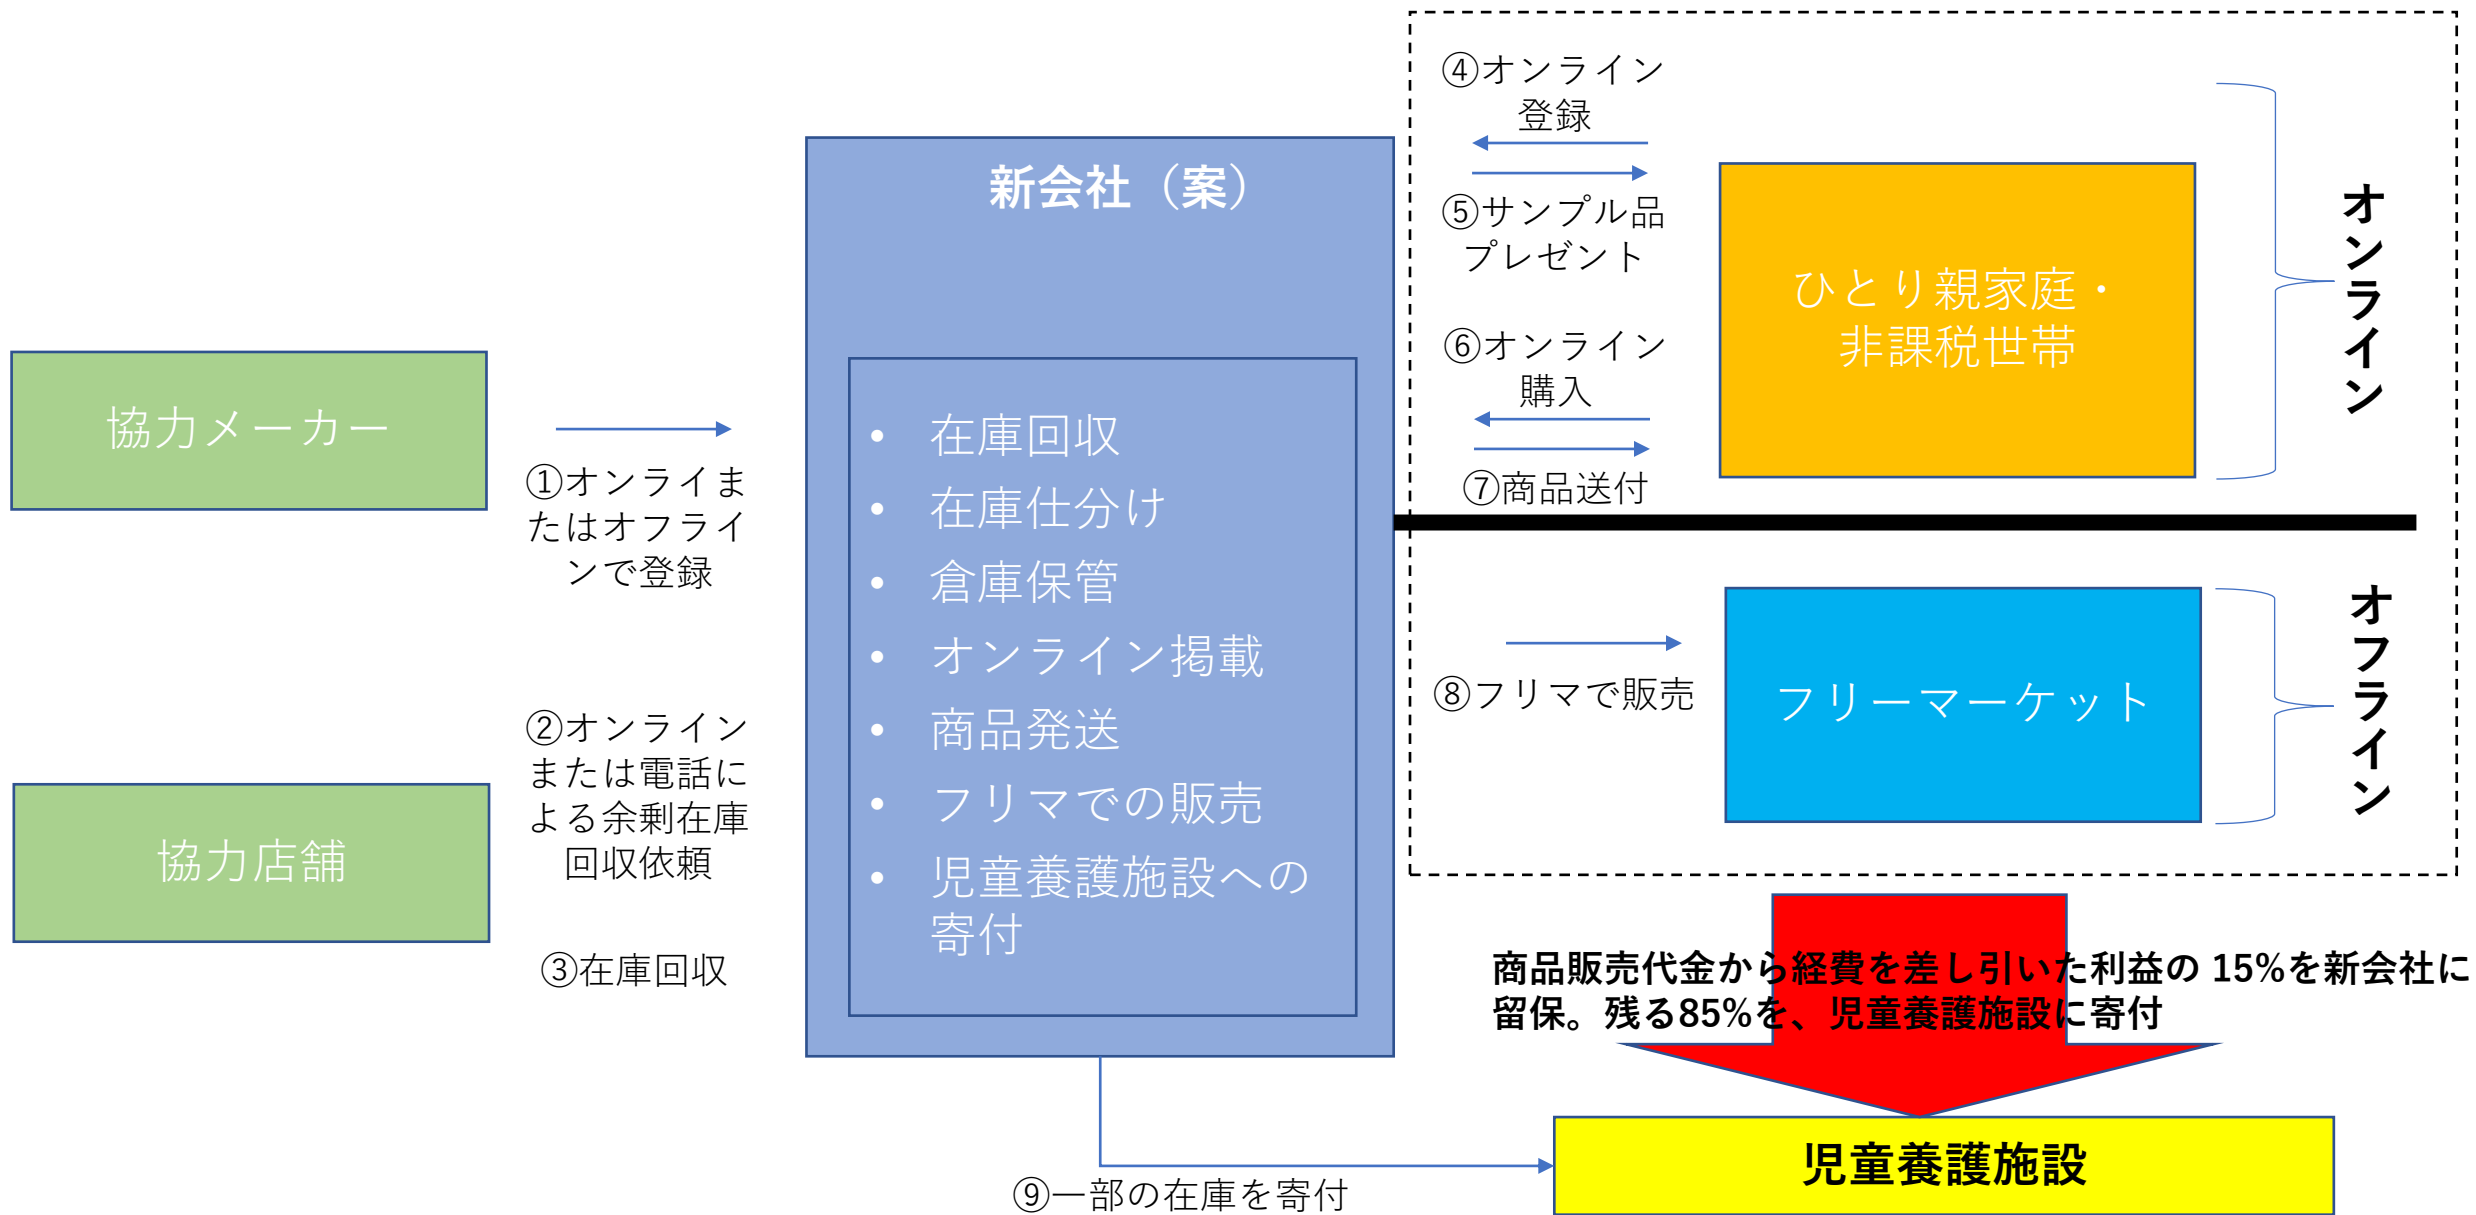 協力メーカー
①オンライま
たはオフライ
ンで登録
②オンライン
または電話に
よる余剰在庫
回収依頼
協力店舗
③在庫回収
新会社（案）
• 在庫回収
• 在庫仕分け
• 倉庫保管
• オンライン掲載
• 商品発送
• フリマでの販売
• 児童養護施設への
寄付
④オンライン
登録
⑤サンプル品
プレゼント
⑥オンライン
購入
⑦商品送付
ひとり親家庭・
非課税世帯
オンライン
⑧フリマで販売
フリーマーケット
オフライン
商品販売代金から経費を差し引いた利益の 15%を新会社に
留保。残る85%を、児童養護施設に寄付
児童養護施設
⑨一部の在庫を寄付